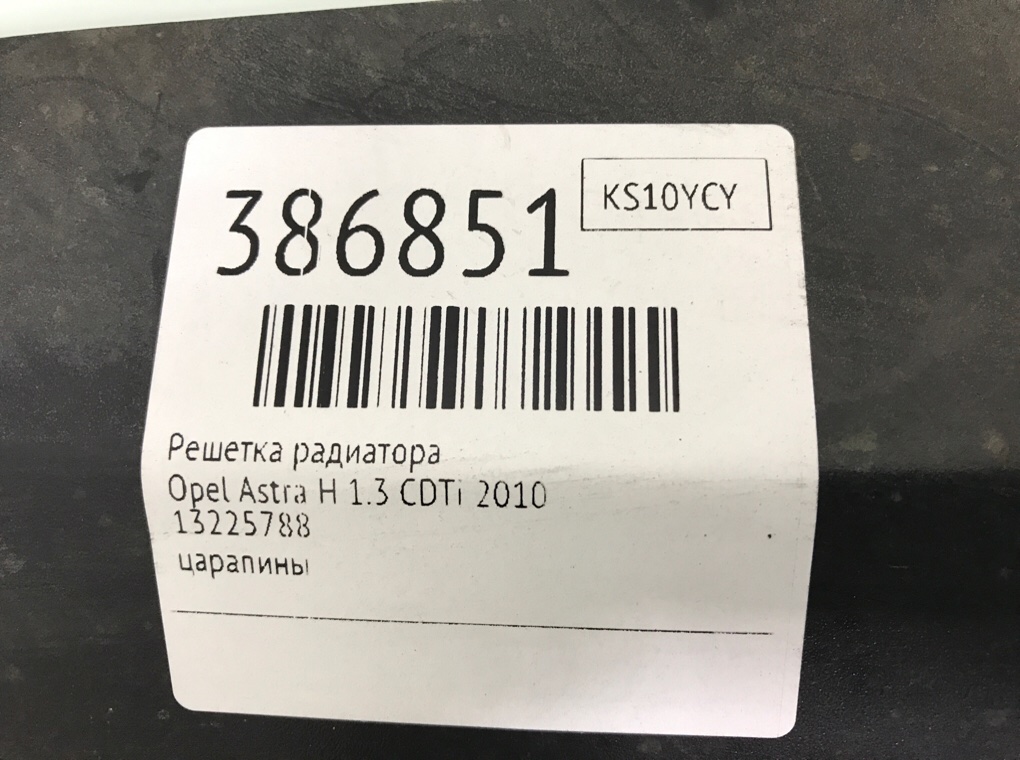 386851
KS10YCY
Решетка радиатора
Opel Astra H 1.3 CDTi 2010
13225788
царапины